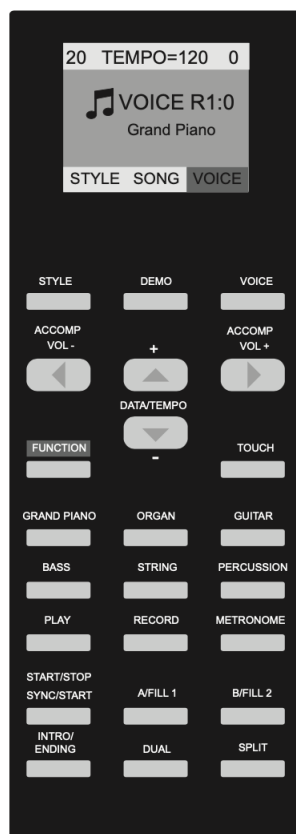 20 TEMPO=120 0
VOICE R1:0
Grand Piano
STYLE SONG VOICE
STYLE DEMO VOICE
ACCOMP ACCOMP
VOL - + VOL +
DATA/TEMPO
FUNCTION TOUCH
-
GRAND PIANO ORGAN GUITAR
BASS STRING PERCUSSION
PLAY RECORD METRONOME
START/STOP
SYNC/START A/FILL 1 B/FILL 2
INTRO/
ENDING DUAL SPLIT